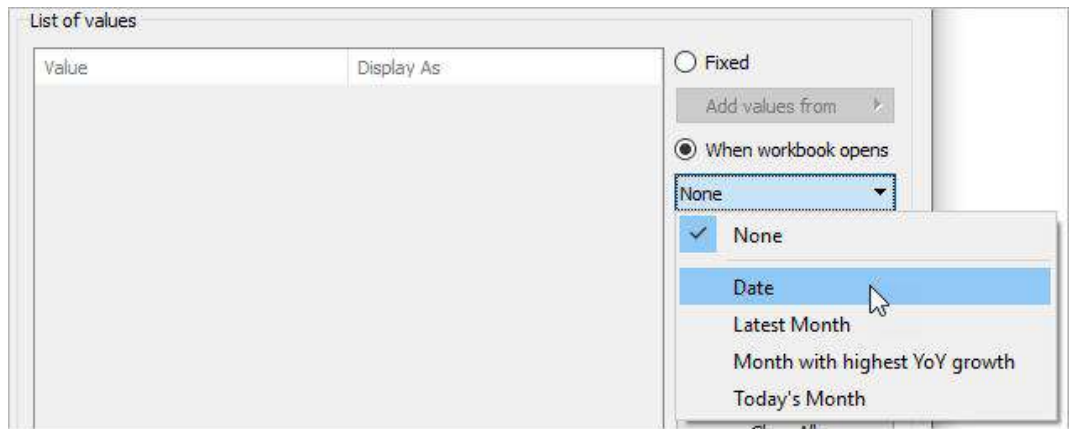 List of values
Value Display As
Fixed
Add values from
When workbook opens
None
None
Date
Latest Month
Month with highest YoY growth
Today's Month